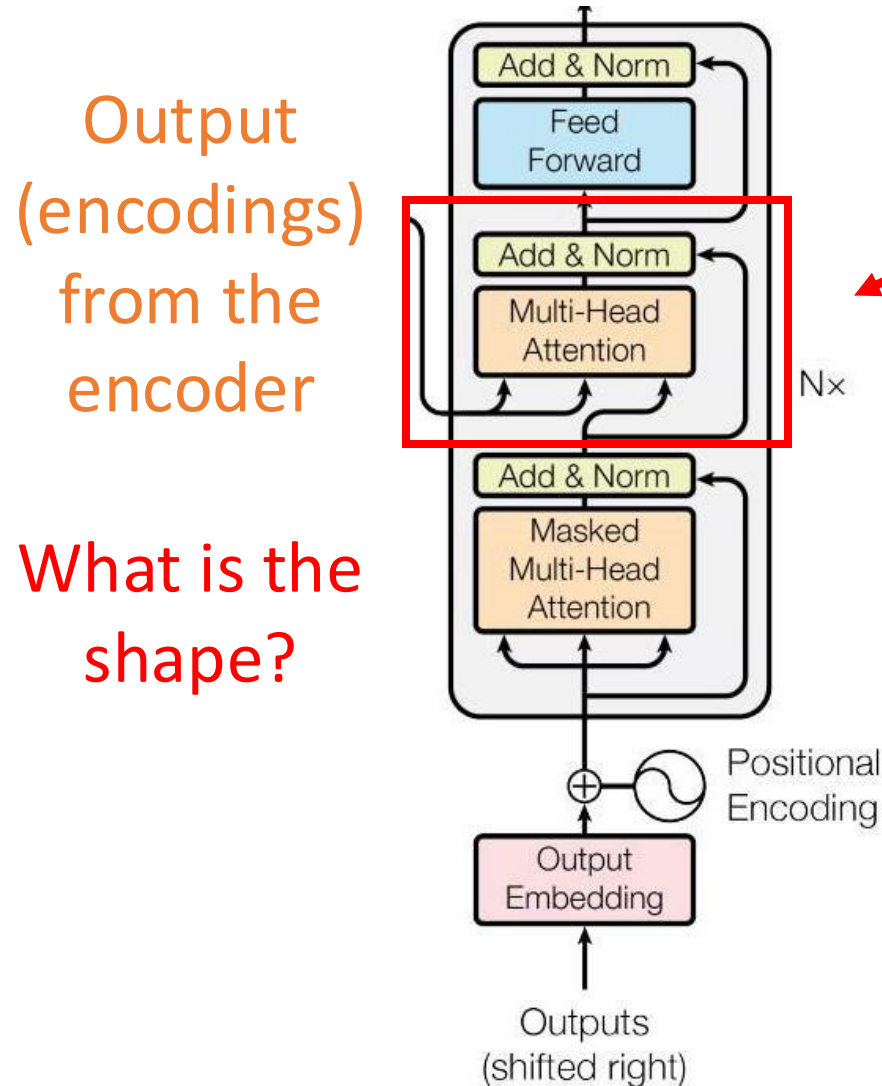 Output
(encodings)
from the
encoder
What is the
shape?
Add & Norm
Feed
Forward
Add & Norm
Multi-Head
Attention
N×
Add & Norm
Masked
Multi-Head
Attention
Positional
Encoding
Output
Embedding
Outputs
(shifted right)